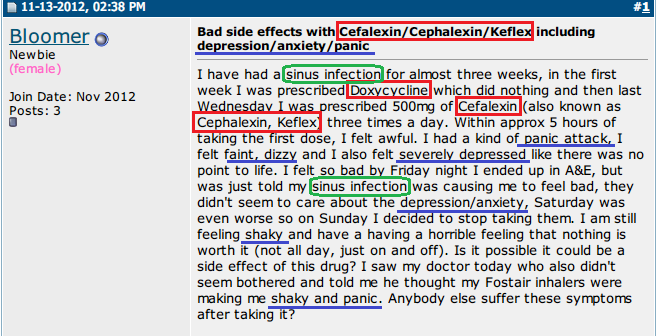 11-13-2012, 02:38 PM #1
Bloomer
Newbie
(female)
Join Date: Nov 2012
Posts: 3
Bad side effects with Cefalexin/Cephalexin/Keflex including
depression/anxiety/panic
I have had a sinus infection for almost three weeks, in the first
week I was prescribed Doxycycline which did nothing and then last
Wednesday I was prescribed 500mg of Cefalexin (also known as
Cephalexin, Keflex) three times a day. Within approx 5 hours of
taking the first dose, I felt awful. I had a kind of panic attack, I
felt faint, dizzy and I also felt severely depressed like there was no
point to life. I felt so bad by Friday night I ended up in A&E, but
was just told my sinus infection was causing me to feel bad, they
didn't seem to care about the depression/anxiety, Saturday was
even worse so on Sunday I decided to stop taking them. I am still
feeling shaky and have a having a horrible feeling that nothing is
worth it (not all day, just on and off). Is it possible it could be a
side effect of this drug? I saw my doctor today who also didn't
seem bothered and told me he thought my Fostair inhalers were
making me shaky and panic. Anybody else suffer these symptoms
after taking it?